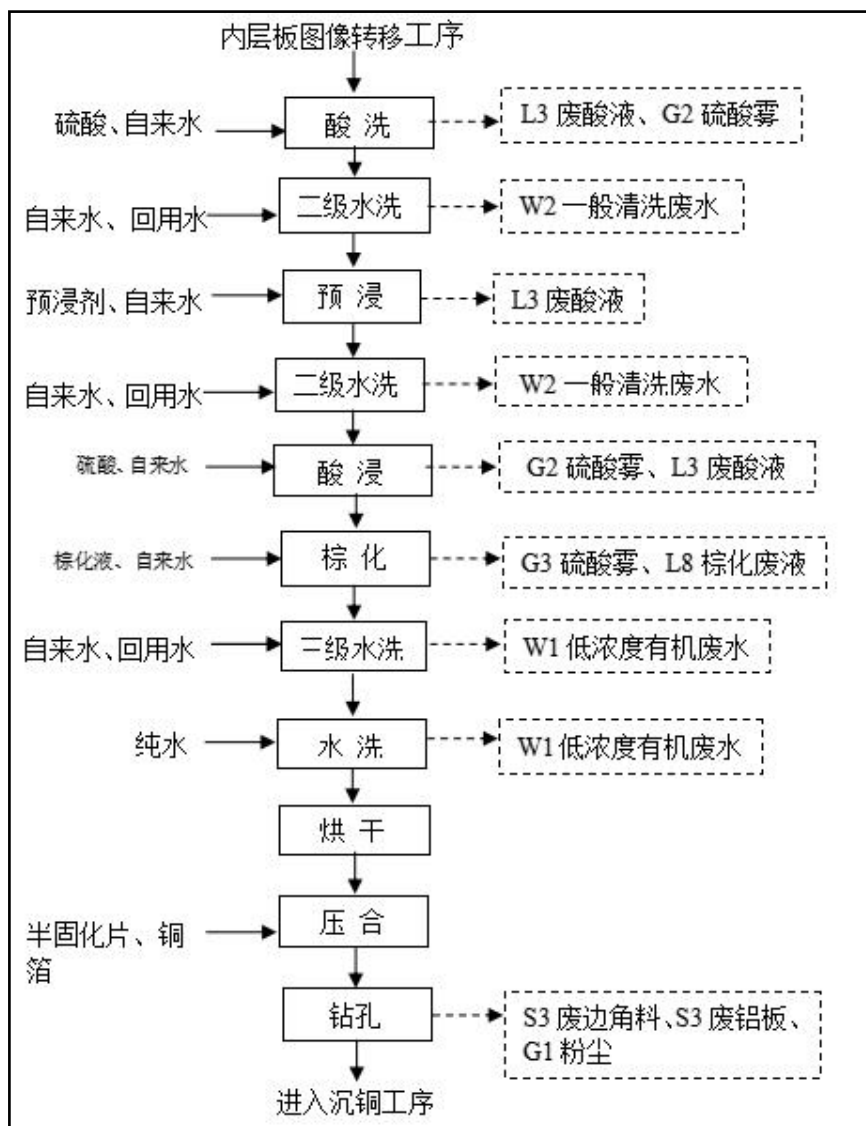 内层板图像转移工序
硫酸、自来水
酸 洗
L3 废酸液、G2 硫酸雾
自来水、回用水
二级水洗
W2 一般清洗废水
预浸剂、自来水
预 浸
L3 废酸液
自来水、回用水
二级水洗
W2 一般清洗废水
硫酸、自来水
酸 浸
G2 硫酸雾、L3 废酸液
棕化液、自来水
棕 化
G3 硫酸雾、L8 棕化废液
自来水、回用水
三级水洗
W1 低浓度有机废水
纯水
水 洗
W1 低浓度有机废水
烘 干
半固化片、铜
箔
压 合
钻孔
S3 废边角料、S3 废铝板、
G1 粉尘
进入沉铜工序